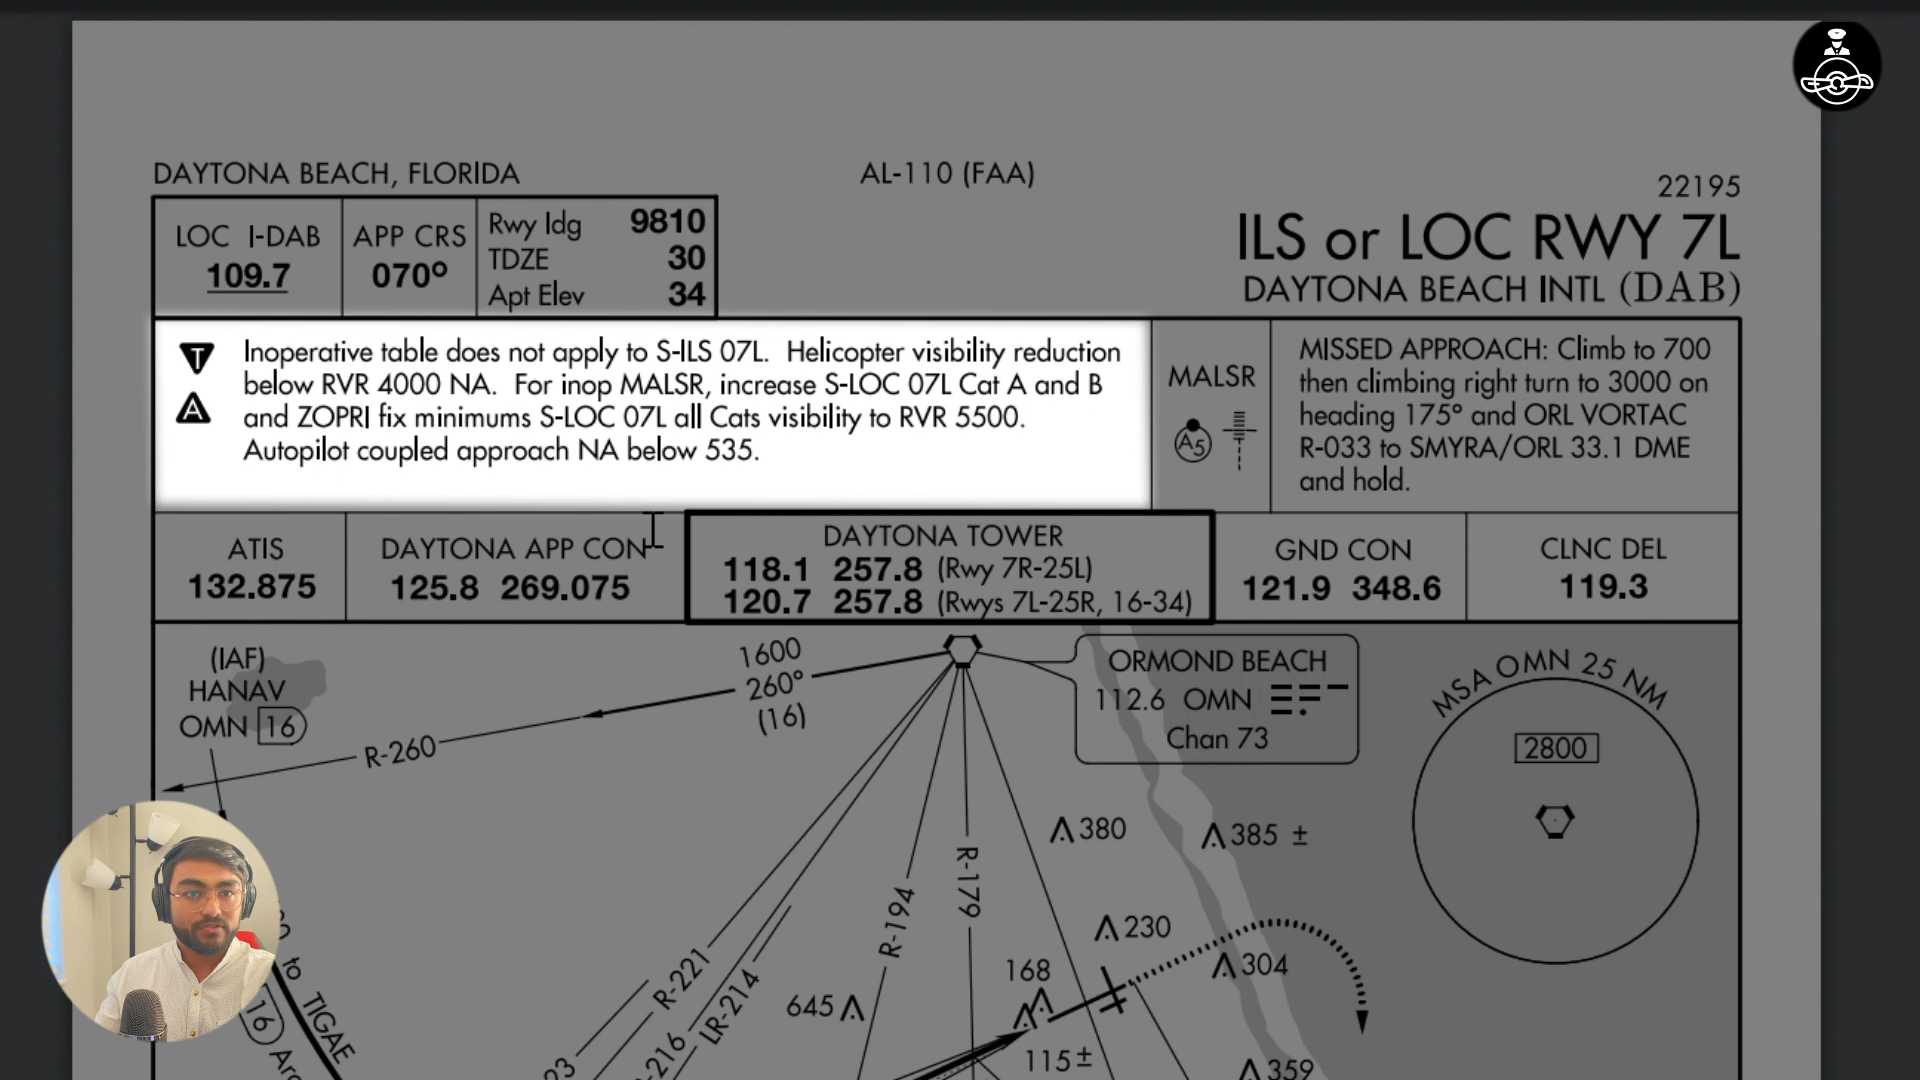 DAYTONA BEACH, FLORIDA
AL-110 (FAA)
22195
LOC I-DAB
109.7
APP CRS
070°
Rwy ldg 9810
TDZE 30
Apt Elev 34
ILS or LOC RWY 7L
DAYTONA BEACH INTL (DAB)
T
A
Inoperative table does not apply to S-ILS 07L. Helicopter visibility reduction
below RVR 4000 NA. For inop MALSR, increase S-LOC 07L Cat A and B
and ZOPRI fix minimums S-LOC 07L all Cats visibility to RVR 5500.
Autopilot coupled approach NA below 535.
MALSR
A5
MISSED APPROACH: Climb to 700
then climbing right turn to 3000 on
heading 175° and ORL VORTAC
R-033 to SMYRA/ORL 33.1 DME
and hold.
ATIS
132.875
DAYTONA APP CON
125.8 269.075
DAYTONA TOWER
118.1 257.8 (Rwy 7R-25L)
120.7 257.8 (Rwys 7L-25R, 16-34)
GND CON
121.9 348.6
CLNC DEL
119.3
(IAF)
HANAV
OMN 16
1600
260°
(16)
R-260
ORMOND BEACH
112.6 OMN
Chan 73
MSA OMN 25 NM
2800
380
385 ±
R-179
R-194
230
304
168
R-221
LR-214
645
115 ±
359
-216
23
to TIGAE
16 Arc